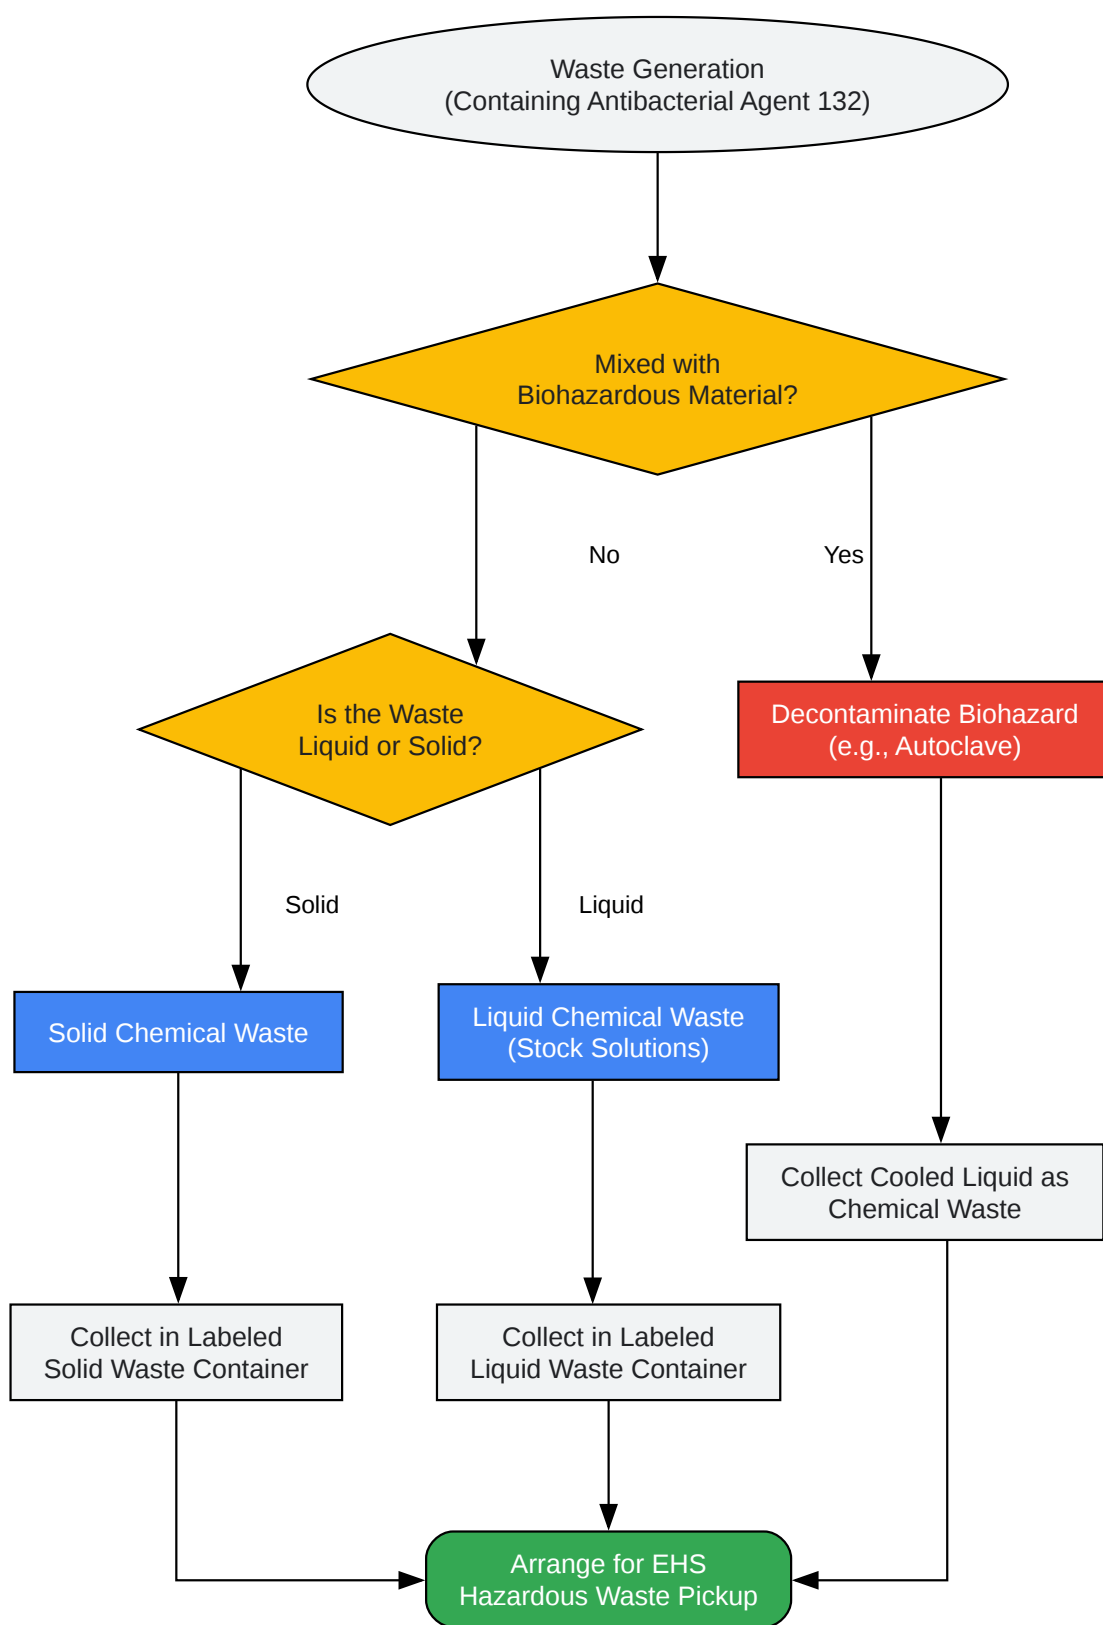 Waste Generation
(Containing Antibacterial Agent 132)
Mixed with
Biohazardous Material?
No
Yes
Is the Waste
Liquid or Solid?
Decontaminate Biohazard
(e.g., Autoclave)
Solid
Liquid
Solid Chemical Waste
Liquid Chemical Waste
(Stock Solutions)
Collect Cooled Liquid as
Chemical Waste
Collect in Labeled
Solid Waste Container
Collect in Labeled
Liquid Waste Container
Arrange for EHS
Hazardous Waste Pickup